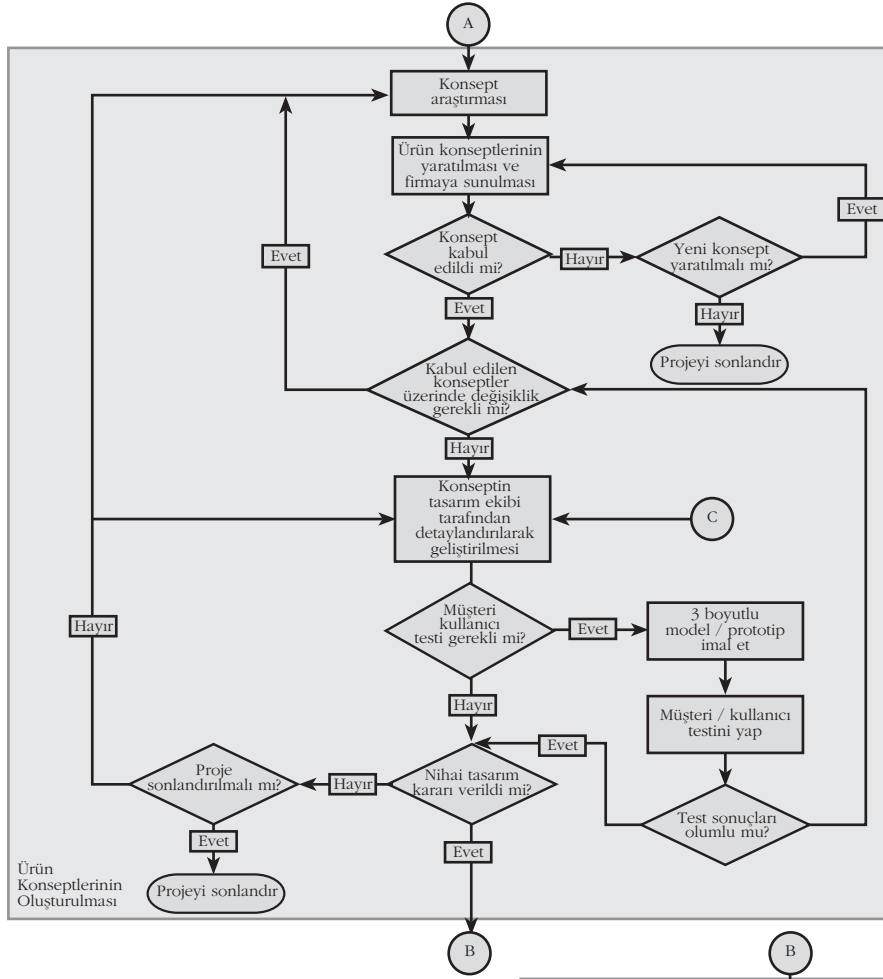 A
Konsept
araştırması
Ürün konseptlerinin
yaratılması ve
firmaya sunulması
Evet
Konsept
kabul
edildi mi?
Hayır
Yeni konsept
yaratılmalı mı?
Evet
Evet
Hayır
Projeyi sonlandır
Kabul edilen
konseptler
üzerinde değişiklik
gerekli mi?
Hayır
Konseptin
tasarım ekibi
tarafından
detaylandırılarak
geliştirilmesi
C
Hayır
Müşteri
kullanıcı
testi gerekli mi?
Evet
3 boyutlu
model / prototip
imal et
Hayır
Müşteri / kullanıcı
testini yap
Evet
Proje
sonlandırılmalı mı?
Hayır
Nihai tasarım
kararı verildi mi?
Test sonuçları
olumlu mu?
Evet
Evet
Projeyi sonlandır
Ürün
Konseptlerinin
Oluşturulması
B
B